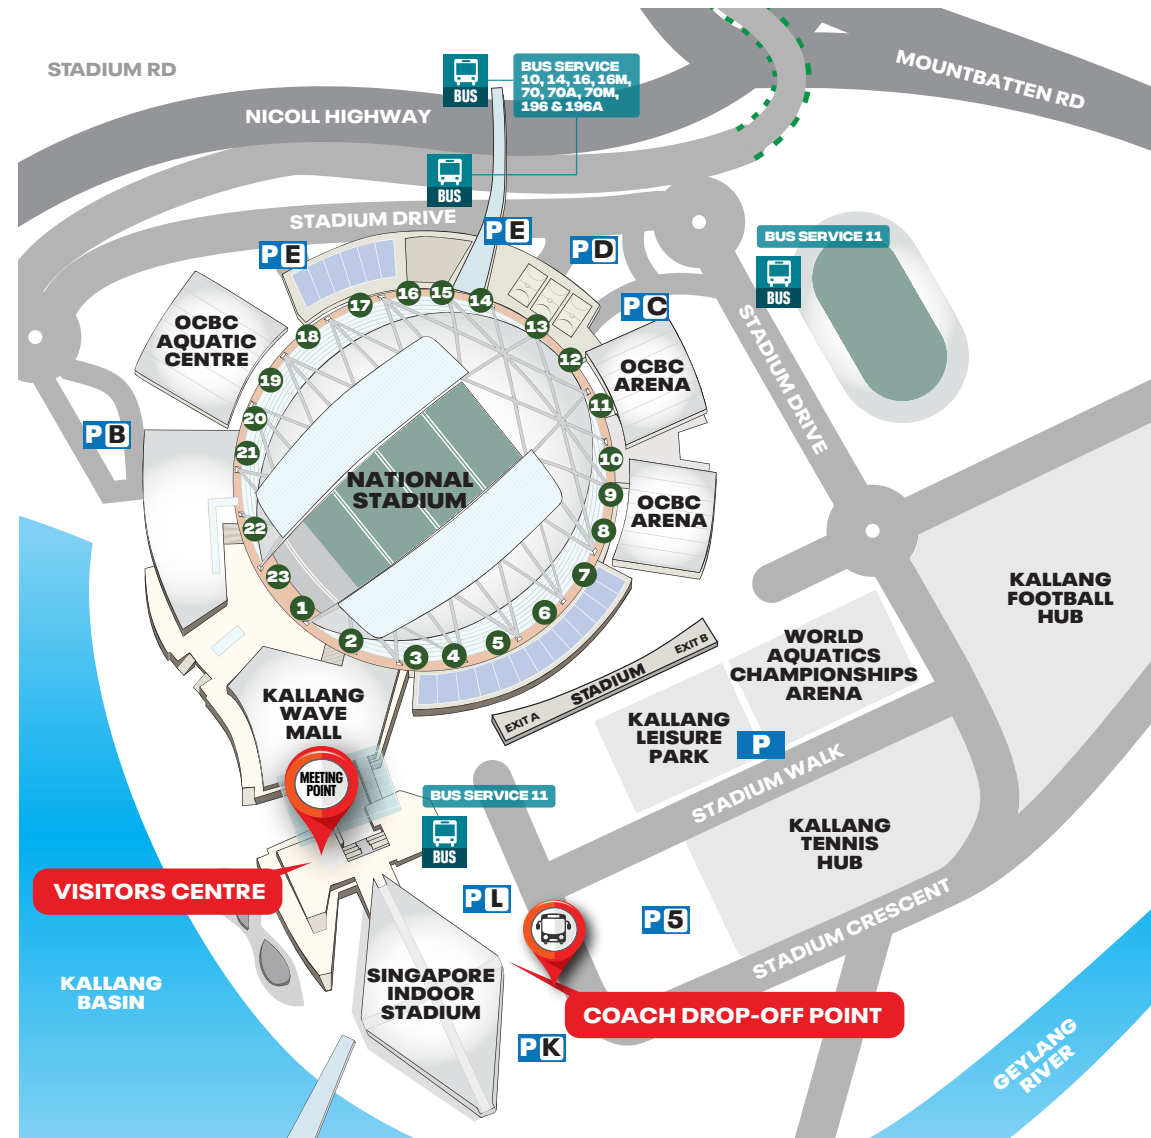 STADIUM RD
BUS
BUS SERVICE
10, 14, 16, 16M,
70, 70A, 70M,
196 & 196A
MOUNTBATTEN RD
NICOLL HIGHWAY
BUS
STADIUM DRIVE
P E
P E
P D
BUS SERVICE 11
BUS
P C
STADIUM DRIVE
OCBC
AQUATIC
CENTRE
OCBC
ARENA
P B
16
15
14
17
13
18
12
19
11
20
10
21
9
22
8
23
7
1
6
2
5
3
4
NATIONAL
STADIUM
OCBC
ARENA
KALLANG
FOOTBALL
HUB
EXIT A
STADIUM
EXIT B
WORLD
AQUATICS
CHAMPIONSHIPS
ARENA
KALLANG
WAVE
MALL
KALLANG
LEISURE
PARK
P
STADIUM WALK
MEETING
POINT
BUS SERVICE 11
BUS
KALLANG
TENNIS
HUB
VISITORS CENTRE
P L
P 5
STADIUM CRESCENT
KALLANG
BASIN
SINGAPORE
INDOOR
STADIUM
COACH DROP-OFF POINT
P K
GEYLANG
RIVER